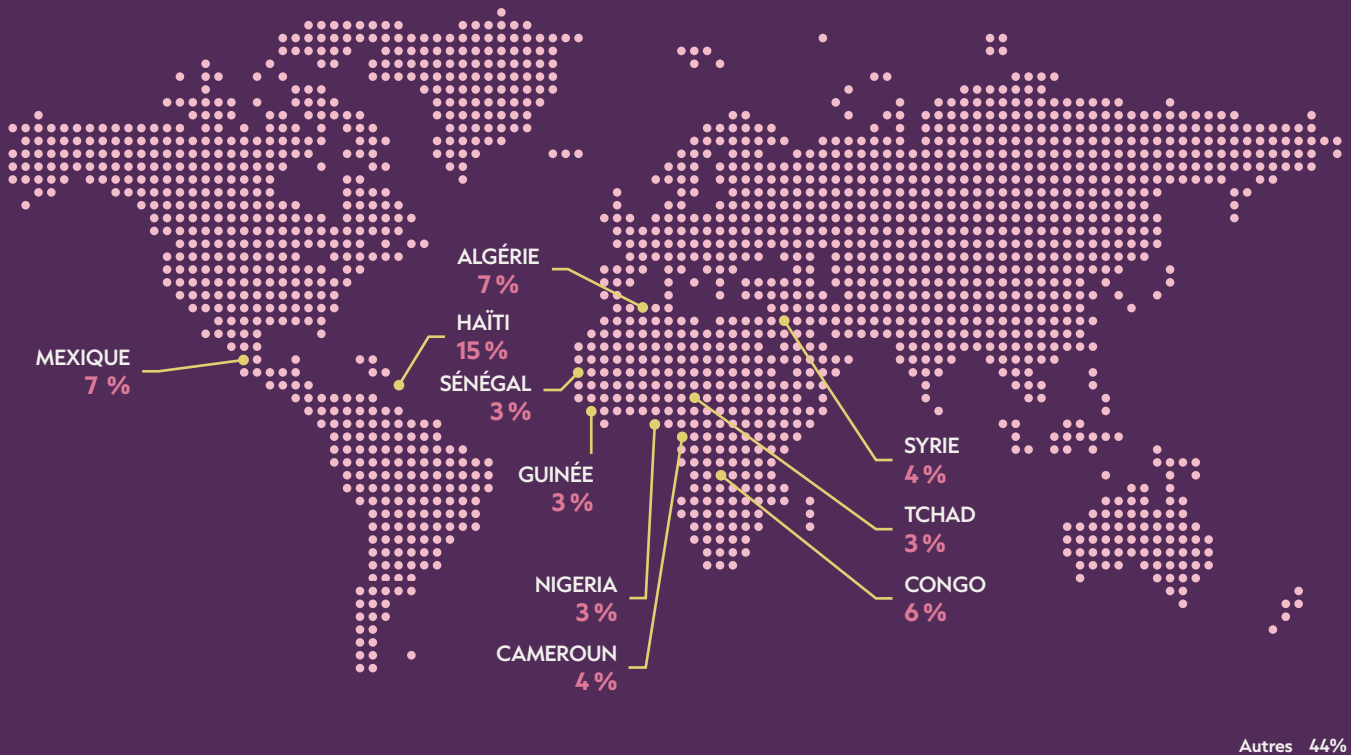 ALGÉRIE
7 %
HAÏTI
15 %
MEXIQUE
7 %
SÉNÉGAL
3 %
GUINÉE
3 %
SYRIE
4 %
TCHAD
3 %
NIGERIA
3 %
CONGO
6 %
CAMEROUN
4 %
Autres 44%